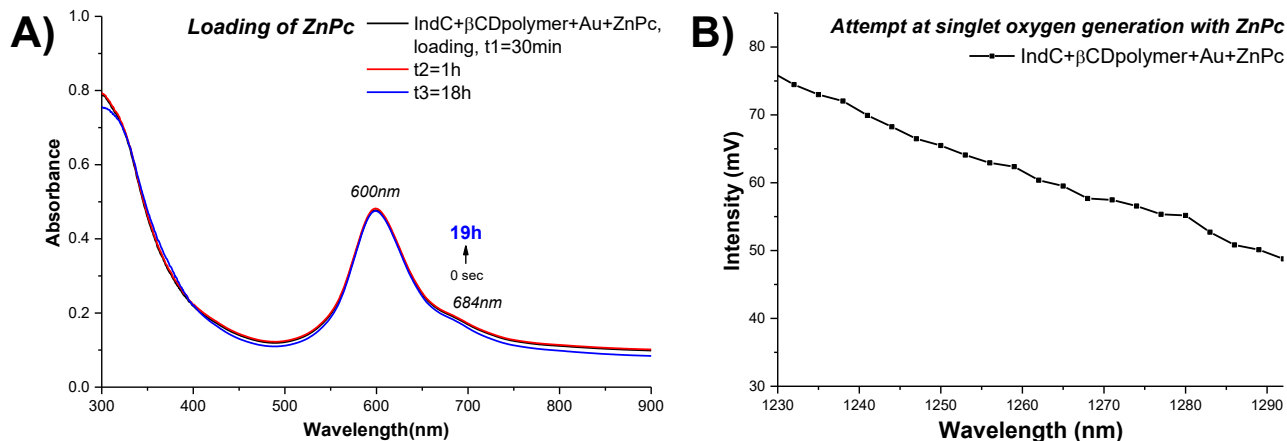 A)
Loading of ZnPc
IndC+βCDpolymer+Au+ZnPc,
loading, t1=30min
t2=1h
t3=18h
600nm
19h
0 sec
684nm
Absorbance
1.0
0.8
0.6
0.4
0.2
0.0
300 400 500 600 700 800 900
Wavelength(nm)
B)
Attempt at singlet oxygen generation with ZnPc
IndC+βCDpolymer+Au+ZnPc
Intensity (mV)
80
70
60
50
40
30
1230 1240 1250 1260 1270 1280 1290
Wavelength (nm)